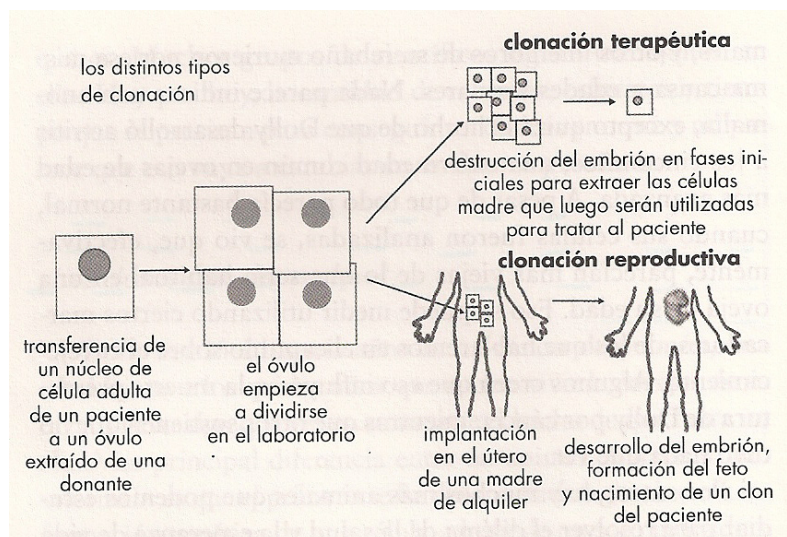 los distintos tipos
de clonación
clonación terapéutica
destrucción del embrión en fases ini-
ciales para extraer las células
madre que luego serán utilizadas
para tratar al paciente
clonación reproductiva
transferencia de
un núcleo de
célula adulta
de un paciente
a un óvulo
extraído de una
donante
el óvulo
empieza
a dividirse
en el laboratorio
implantación
en el útero
de una madre
de alquiler
desarrollo del embrión,
formación del feto
y nacimiento de un clon
del paciente